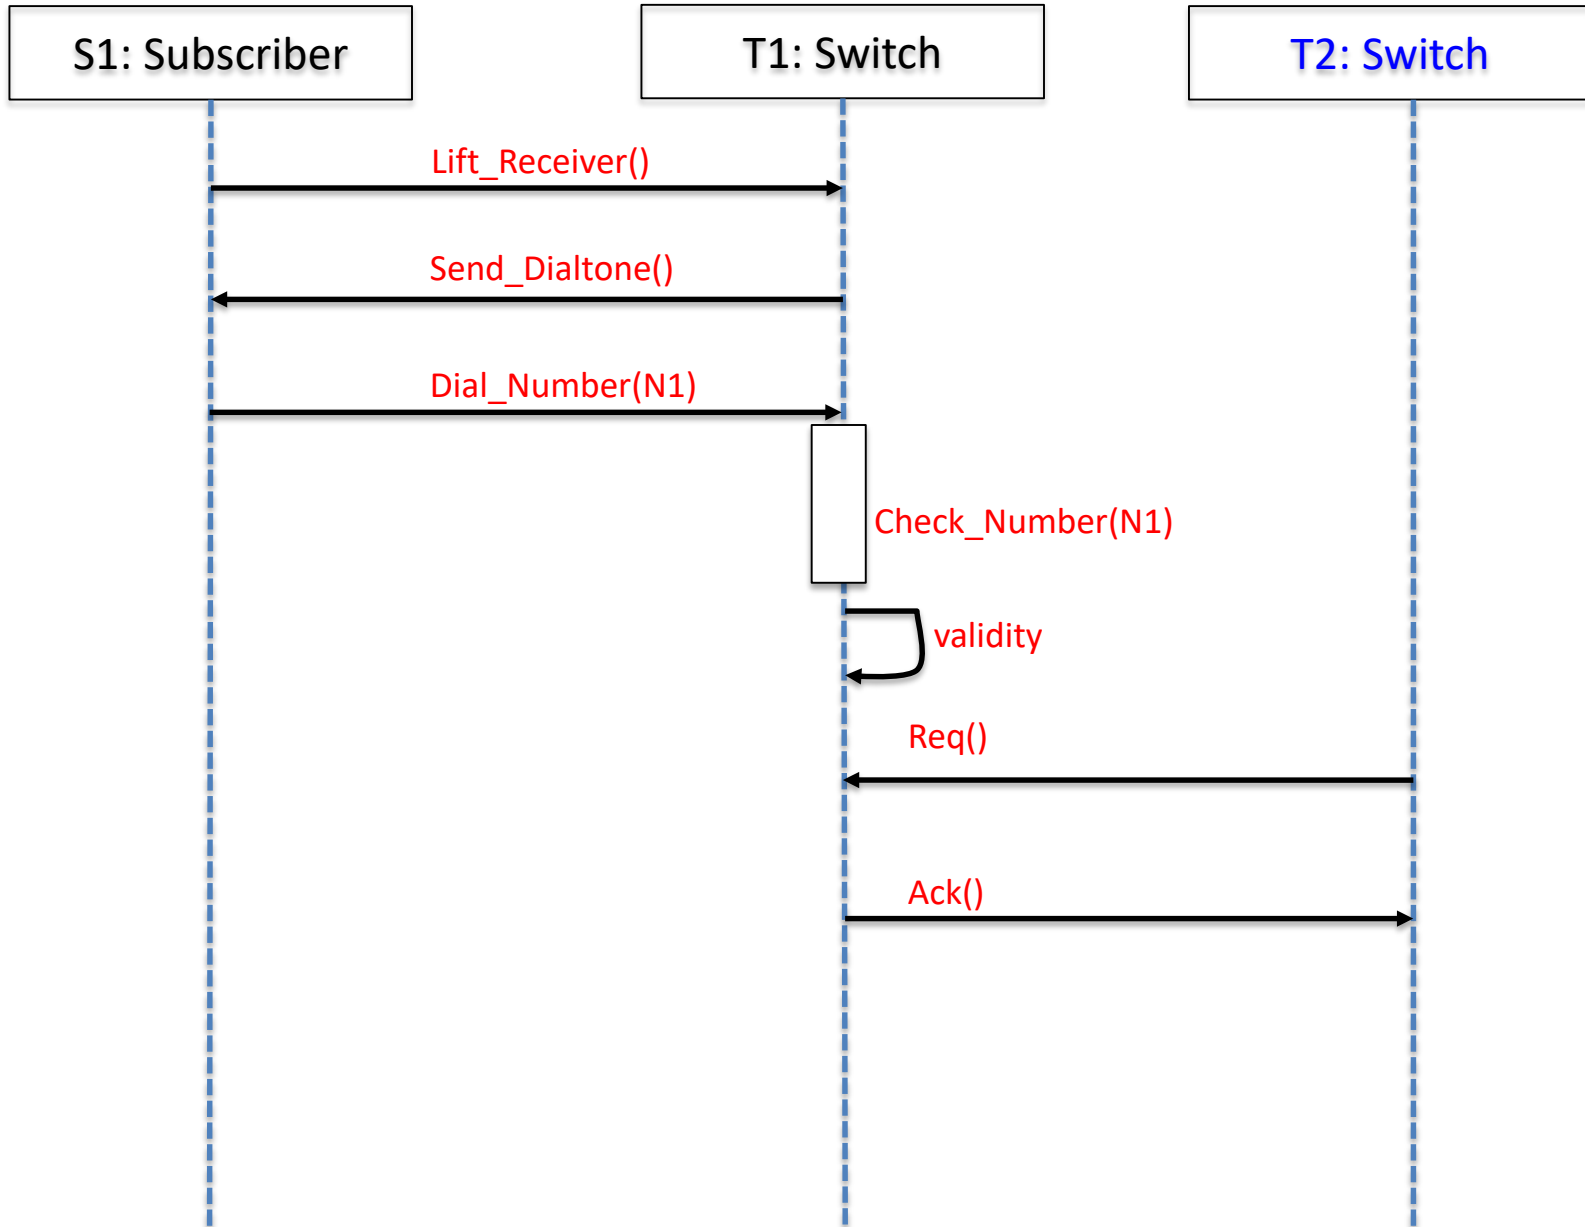 S1: Subscriber
T1: Switch
T2: Switch
Lift_Receiver()
Send_Dialtone()
Dial_Number(N1)
Check_Number(N1)
validity
Req()
Ack()